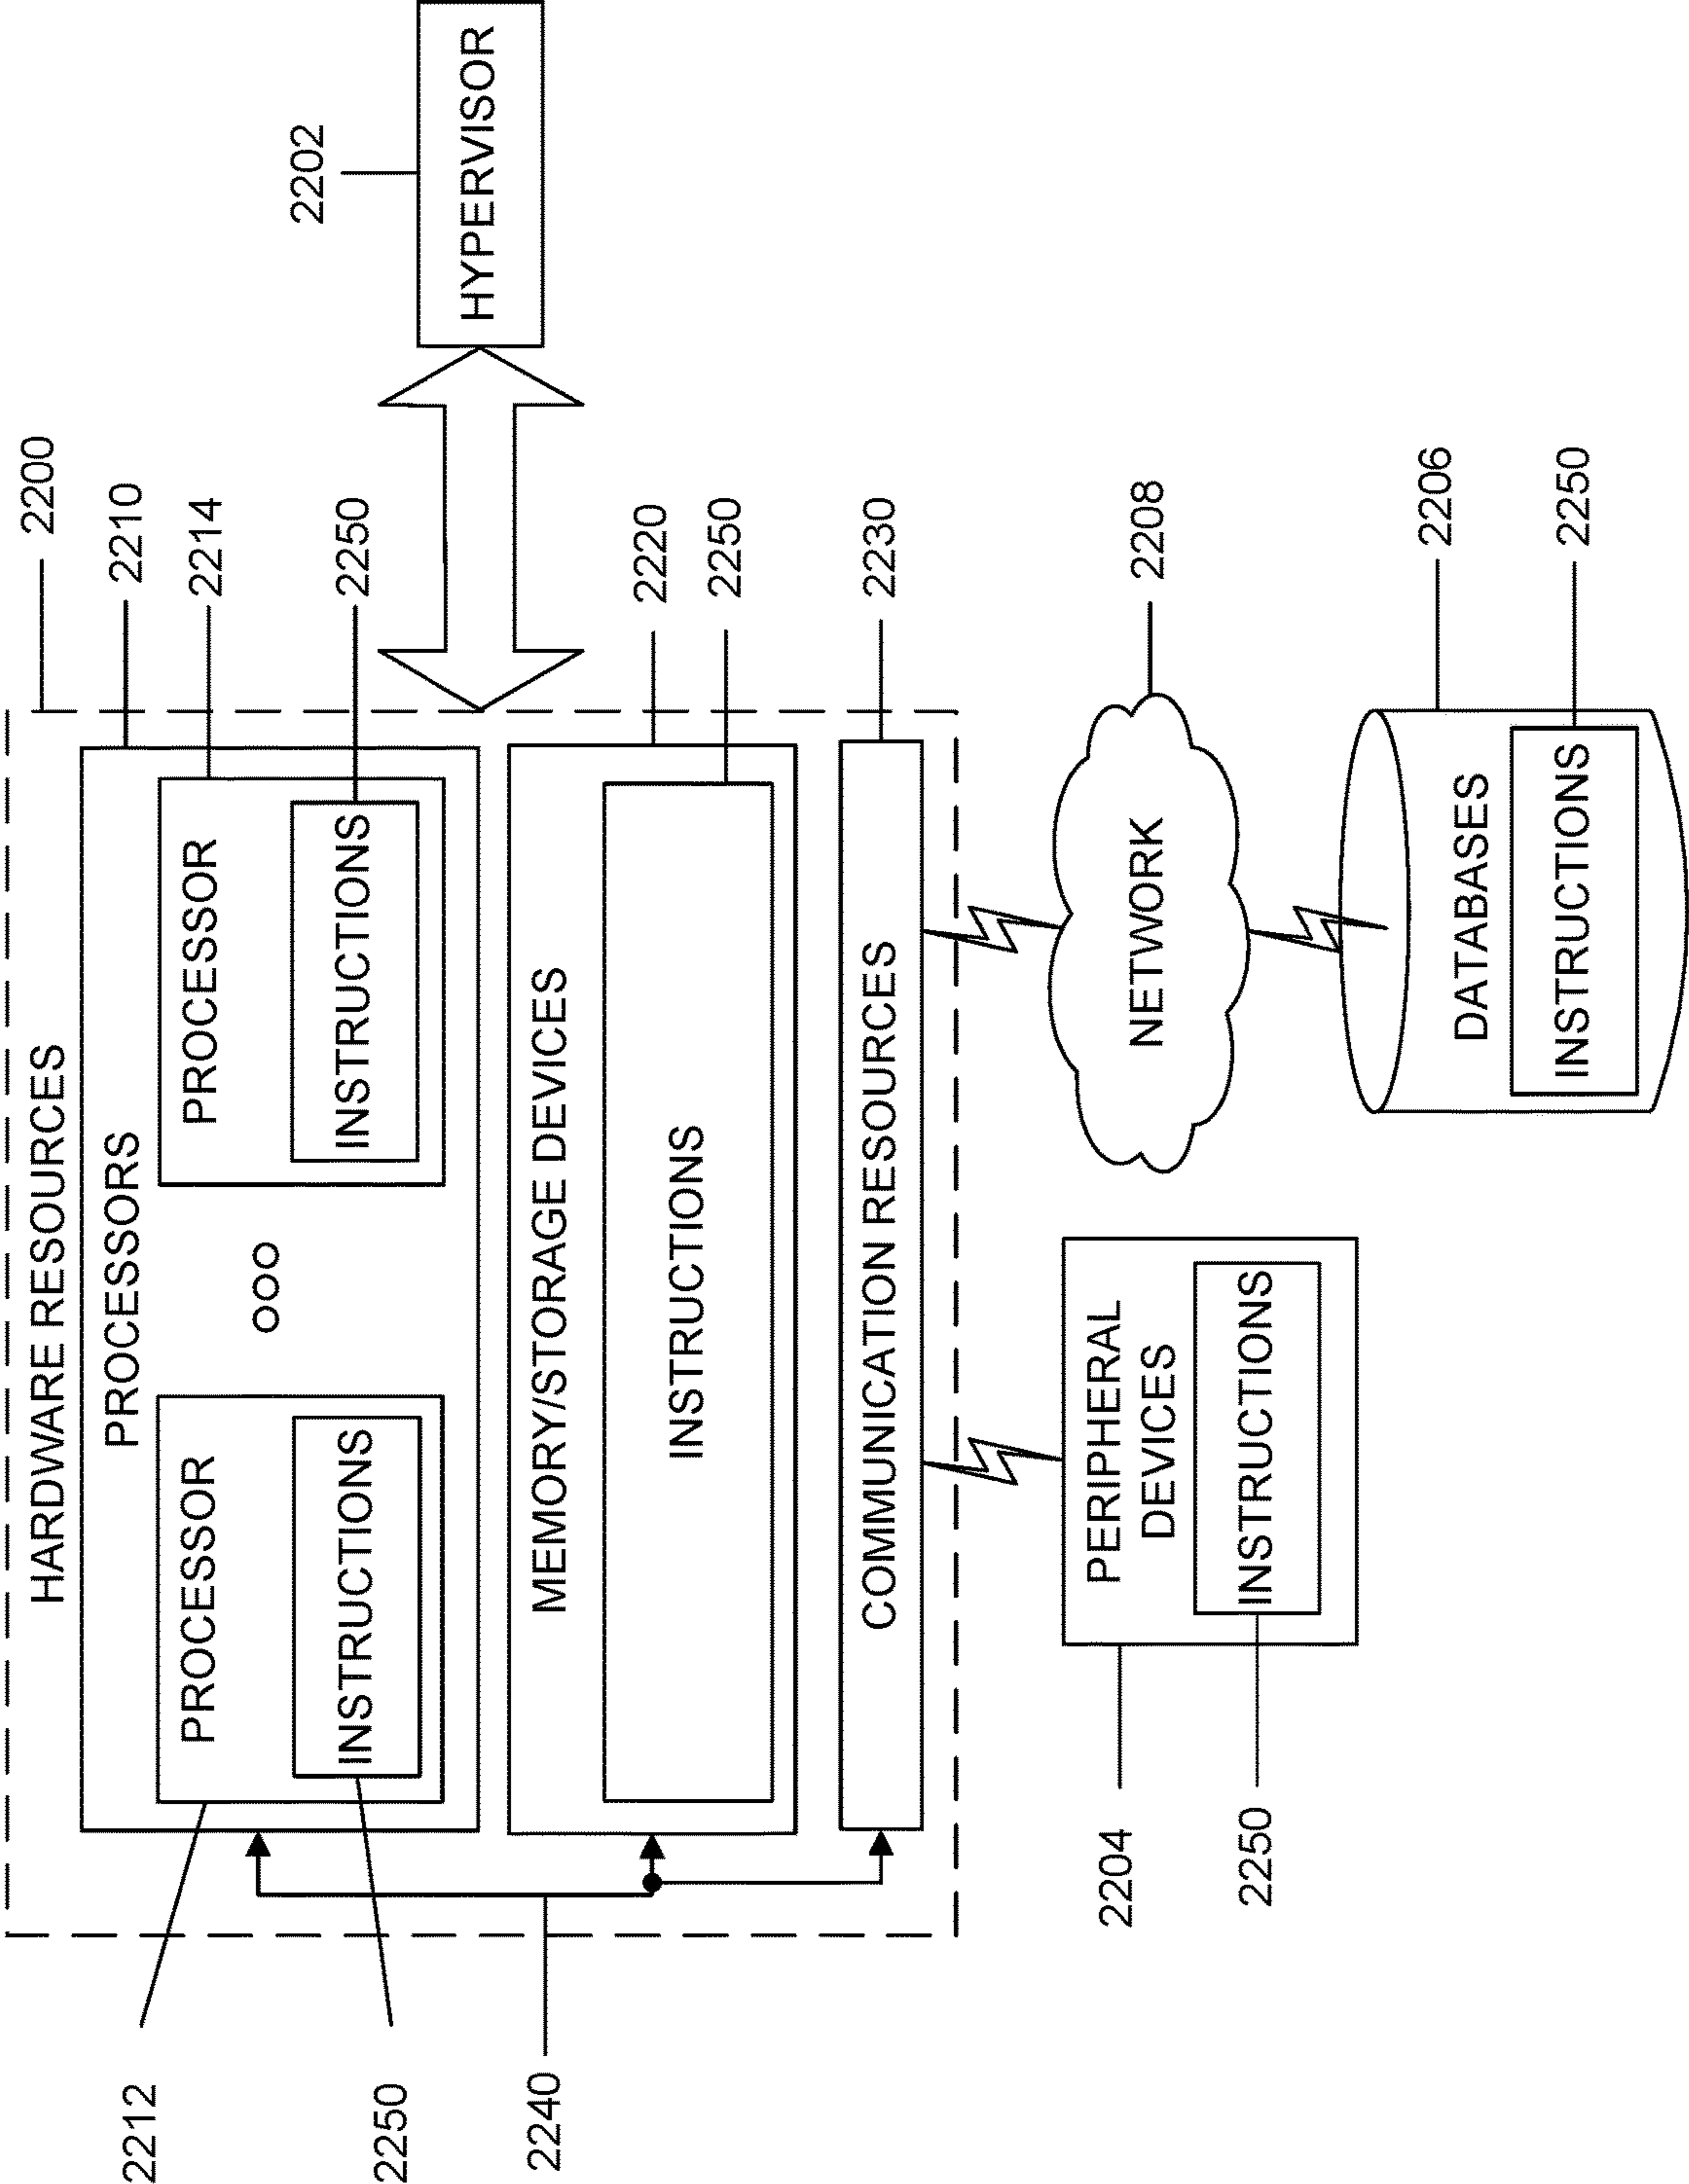 HARDWARE RESOURCES
2200
PROCESSORS
2210
2212
PROCESSOR
PROCESSOR
2214
2250
INSTRUCTIONS
INSTRUCTIONS
2250
2202
HYPERVISOR
2240
MEMORY/STORAGE DEVICES
2220
INSTRUCTIONS
2250
COMMUNICATION RESOURCES
2230
2204
PERIPHERAL
DEVICES
2250
INSTRUCTIONS
NETWORK
2208
DATABASES
2206
INSTRUCTIONS
2250